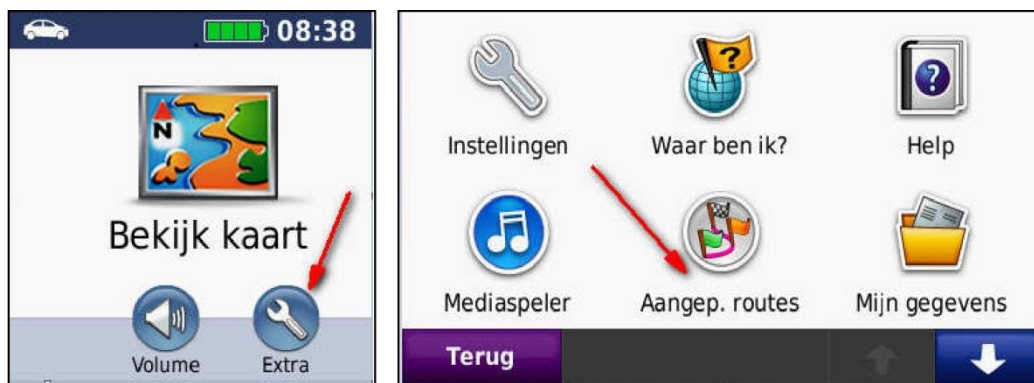 08:38
N
Bekijk kaart
Volume
Extra
?
?
Instellingen
Waar ben ik?
Help
Mediaspeler
Aangep. routes
Mijn gegevens
Terug